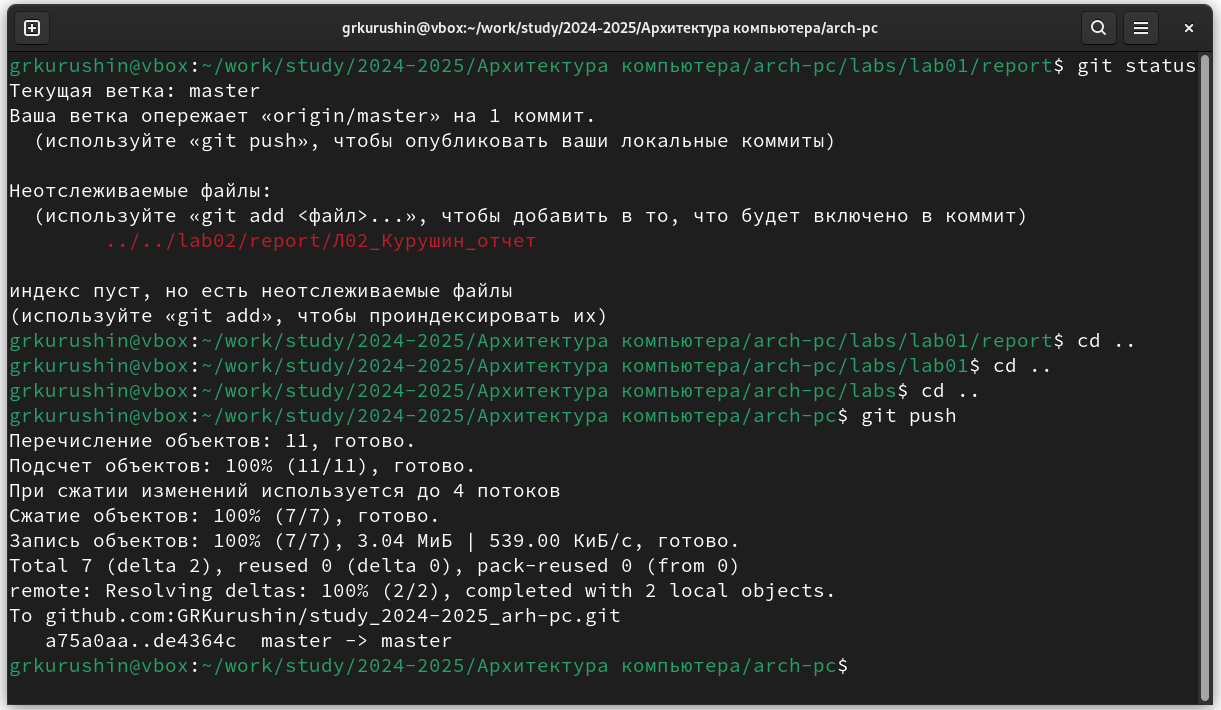 grkurushin@vbox:~/work/study/2024-2025/Архитектура компьютера/arch-pc
grkurushin@vbox:~/work/study/2024-2025/Архитектура компьютера/arch-pc/labs/lab01/report$ git status
Текущая ветка: master
Ваша ветка опережает «origin/master» на 1 коммит.
  (используйте «git push», чтобы опубликовать ваши локальные коммиты)

Неотслеживаемые файлы:
  (используйте «git add <файл>...», чтобы добавить в то, что будет включено в коммит)
        ../../lab02/report/Л02_Курушин_отчет

индекс пуст, но есть неотслеживаемые файлы
(используйте «git add», чтобы проиндексировать их)
grkurushin@vbox:~/work/study/2024-2025/Архитектура компьютера/arch-pc/labs/lab01/report$ cd ..
grkurushin@vbox:~/work/study/2024-2025/Архитектура компьютера/arch-pc/labs/lab01$ cd ..
grkurushin@vbox:~/work/study/2024-2025/Архитектура компьютера/arch-pc/labs$ cd ..
grkurushin@vbox:~/work/study/2024-2025/Архитектура компьютера/arch-pc$ git push
Перечисление объектов: 11, готово.
Подсчет объектов: 100% (11/11), готово.
При сжатии изменений используется до 4 потоков
Сжатие объектов: 100% (7/7), готово.
Запись объектов: 100% (7/7), 3.04 МиБ | 539.00 КиБ/с, готово.
Total 7 (delta 2), reused 0 (delta 0), pack-reused 0 (from 0)
remote: Resolving deltas: 100% (2/2), completed with 2 local objects.
To github.com:GRKurushin/study_2024-2025_arh-pc.git
   a75a0aa..de4364c  master -> master
grkurushin@vbox:~/work/study/2024-2025/Архитектура компьютера/arch-pc$